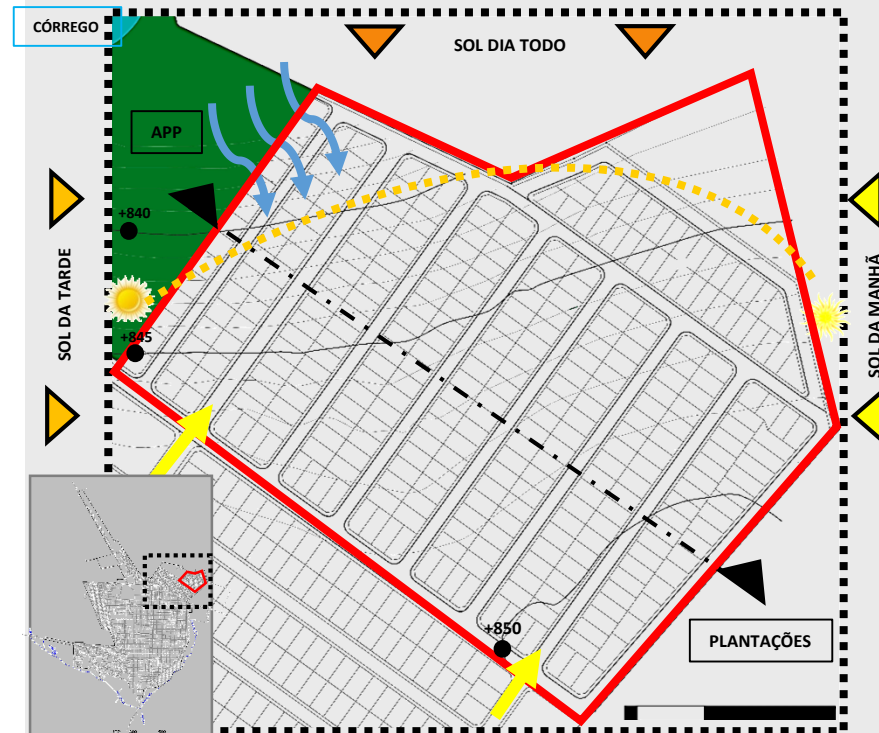 CÓRREGO
SOL DIA TODO
APP
+840
SOL DA TARDE
SOL DA MANHÃ
+845
+850
PLANTAÇÕES